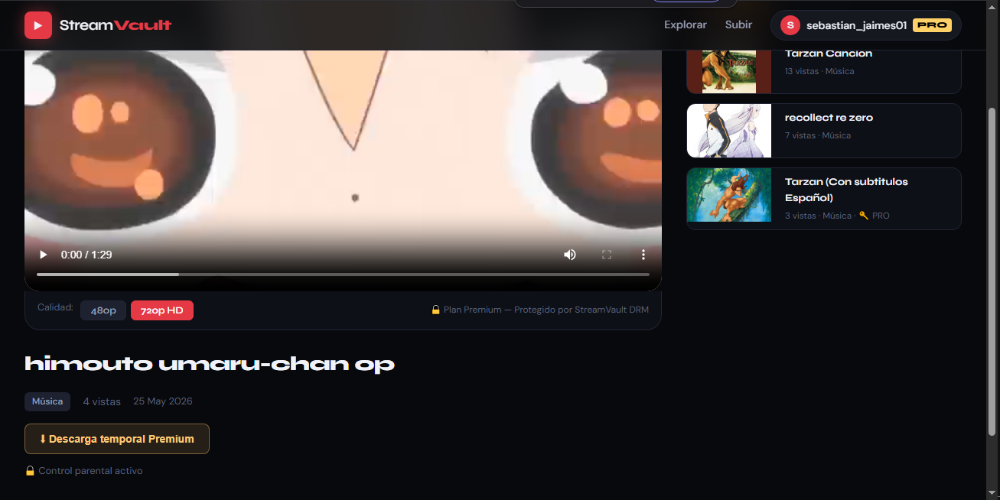 StreamVault
Explorar
Subir
S
sebastian_jaimes01
PRO
Tarzan Cancion
13 vistas · Música
recollect re zero
7 vistas · Música
Tarzan (Con subtitulos
Español)
3 vistas · Música · 🔑 PRO
0:00 / 1:29
Calidad:
480p
720p HD
🔒 Plan Premium — Protegido por StreamVault DRM
himouto umaru-chan op
Música
4 vistas
25 May 2026
⬇ Descarga temporal Premium
🔒 Control parental activo